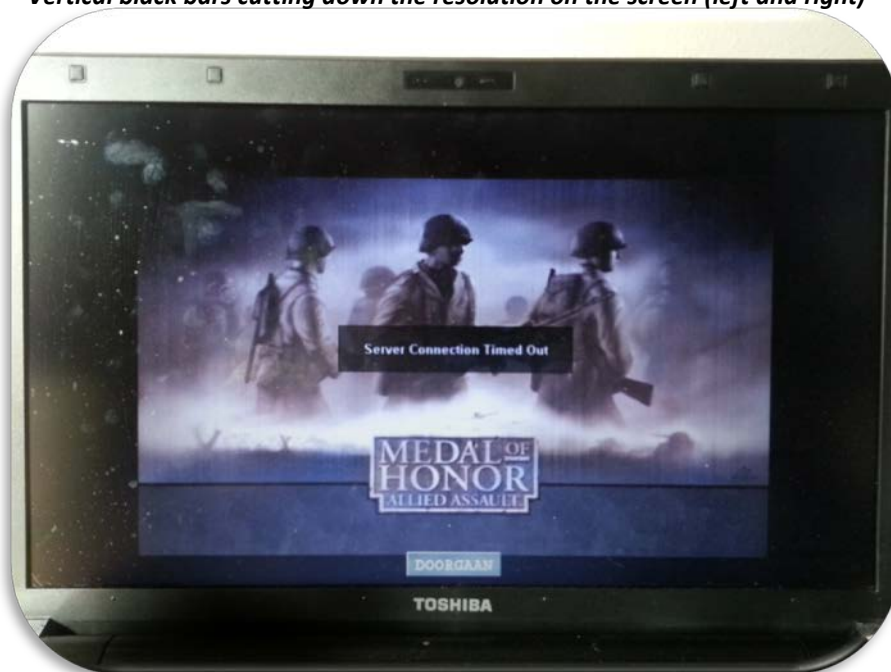 Vertical black bars cutting down the resolution on the screen (left and right)
Server Connection Timed Out
MEDAL OF
HONOR
ALLIED ASSAULT
DOORGAAN
TOSHIBA